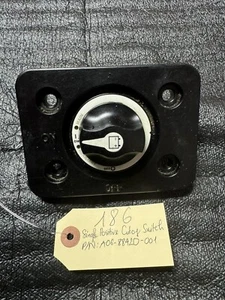 ON
OFF
186
Single Positive Cutoff Switch
P/N: A06-88420-001